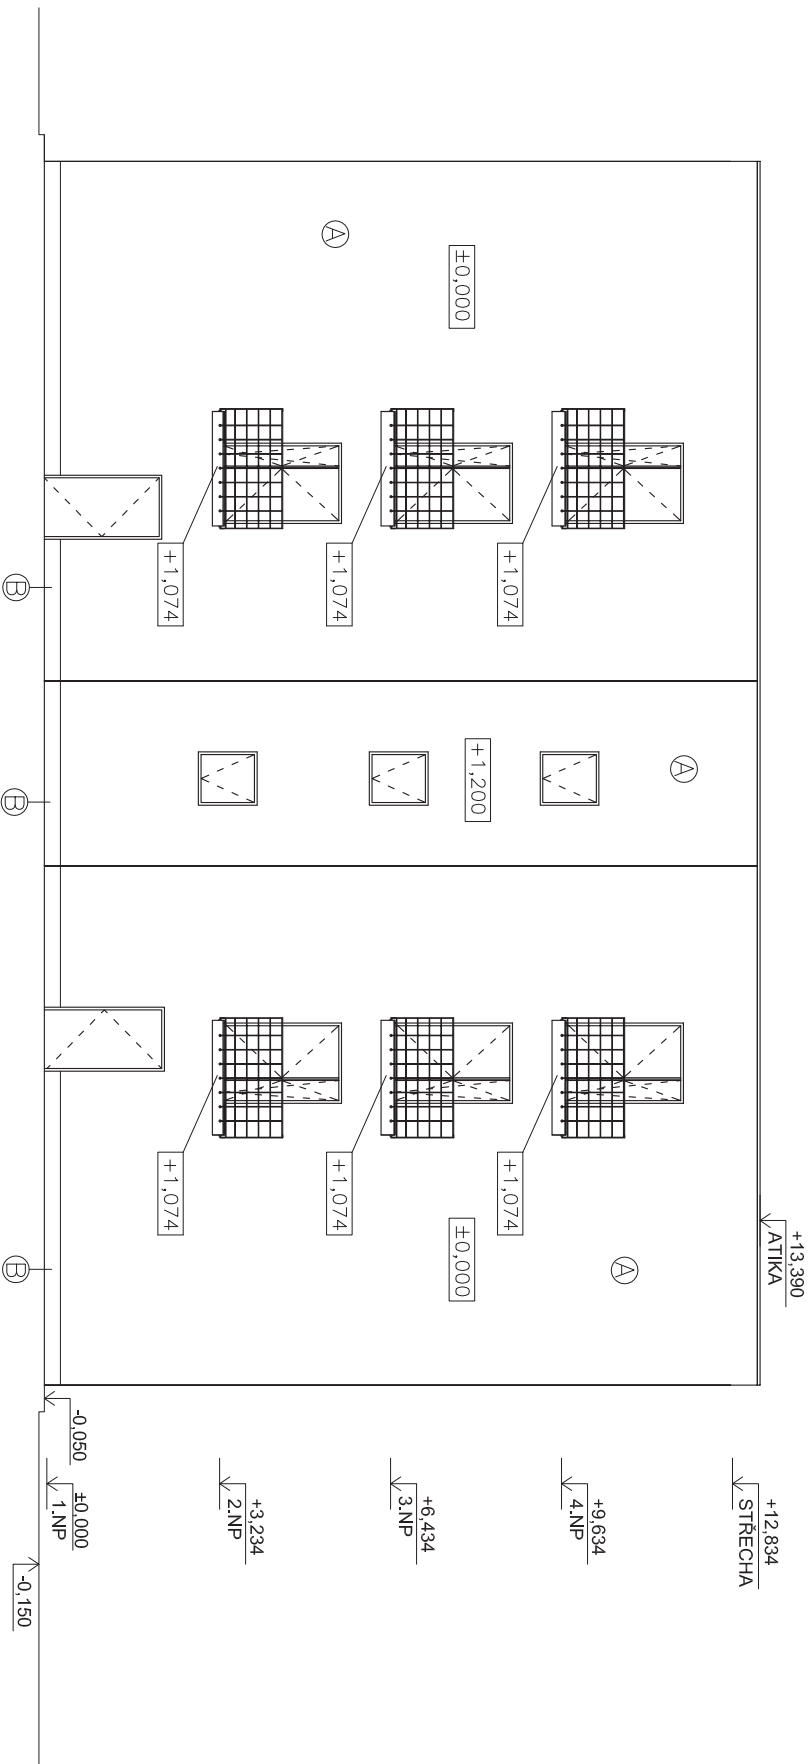 +13,390
ATIKA
+12,834
STŘECHA
+9,634
4.NP
+6,434
3.NP
+3,234
2.NP
±0,000
1.NP
-0,050
-0,150
A
±0,000
+1,074
+1,074
+1,074
B
A
+1,200
B
A
±0,000
+1,074
+1,074
+1,074
B